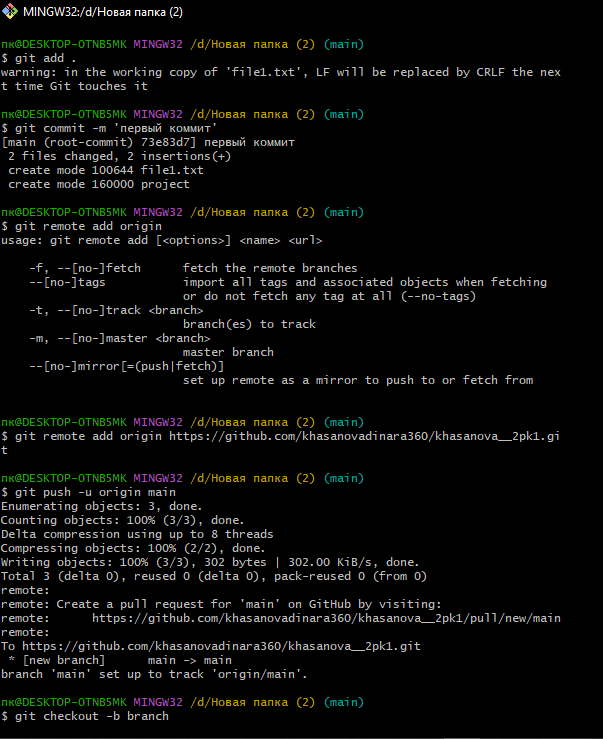 MINGW32:/d/Новая папка (2)
пк@DESKTOP-OTNB5MK MINGW32 /d/Новая папка (2) (main)
$ git add .
warning: in the working copy of 'file1.txt', LF will be replaced by CRLF the nex
t time Git touches it
пк@DESKTOP-OTNB5MK MINGW32 /d/Новая папка (2) (main)
$ git commit -m 'первый коммит'
[main (root-commit) 73e83d7] первый коммит
 2 files changed, 2 insertions(+)
 create mode 100644 file1.txt
 create mode 160000 project
пк@DESKTOP-OTNB5MK MINGW32 /d/Новая папка (2) (main)
$ git remote add origin
usage: git remote add [<options>] <name> <url>
    -f, --[no-]fetch      fetch the remote branches
    --[no-]tags           import all tags and associated objects when fetching
                          or do not fetch any tag at all (--no-tags)
    -t, --[no-]track <branch>
                          branch(es) to track
    -m, --[no-]master <branch>
                          master branch
    --[no-]mirror[=(push|fetch)]
                          set up remote as a mirror to push to or fetch from
пк@DESKTOP-OTNB5MK MINGW32 /d/Новая папка (2) (main)
$ git remote add origin https://github.com/khasanovadinara360/khasanova__2pk1.gi
t
пк@DESKTOP-OTNB5MK MINGW32 /d/Новая папка (2) (main)
$ git push -u origin main
Enumerating objects: 3, done.
Counting objects: 100% (3/3), done.
Delta compression using up to 8 threads
Compressing objects: 100% (2/2), done.
Writing objects: 100% (3/3), 302 bytes | 302.00 KiB/s, done.
Total 3 (delta 0), reused 0 (delta 0), pack-reused 0 (from 0)
remote:
remote: Create a pull request for 'main' on GitHub by visiting:
remote:      https://github.com/khasanovadinara360/khasanova__2pk1/pull/new/main
remote:
To https://github.com/khasanovadinara360/khasanova__2pk1.git
 * [new branch]      main -> main
branch 'main' set up to track 'origin/main'.
пк@DESKTOP-OTNB5MK MINGW32 /d/Новая папка (2) (main)
$ git checkout -b branch